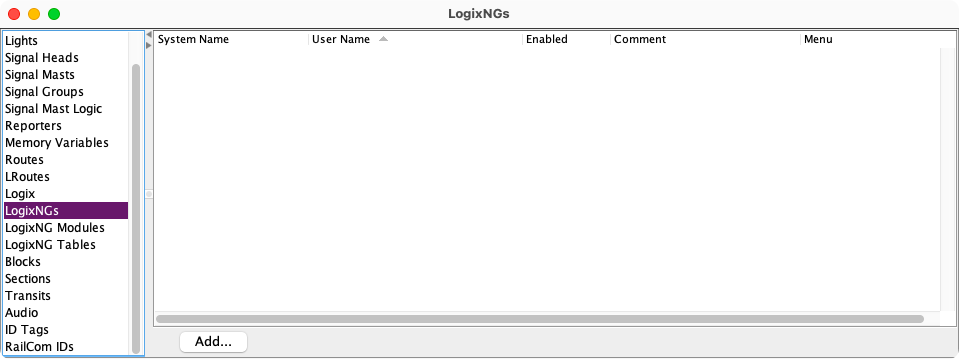 LogixNGs
Lights
Signal Heads
Signal Masts
Signal Groups
Signal Mast Logic
Reporters
Memory Variables
Routes
LRoutes
Logix
LogixNGs
LogixNG Modules
LogixNG Tables
Blocks
Sections
Transits
Audio
ID Tags
RailCom IDs
System Name User Name Enabled Comment Menu
Add...